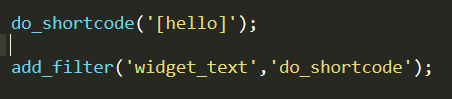 do_shortcode('[hello]');
add_filter('widget_text','do_shortcode');